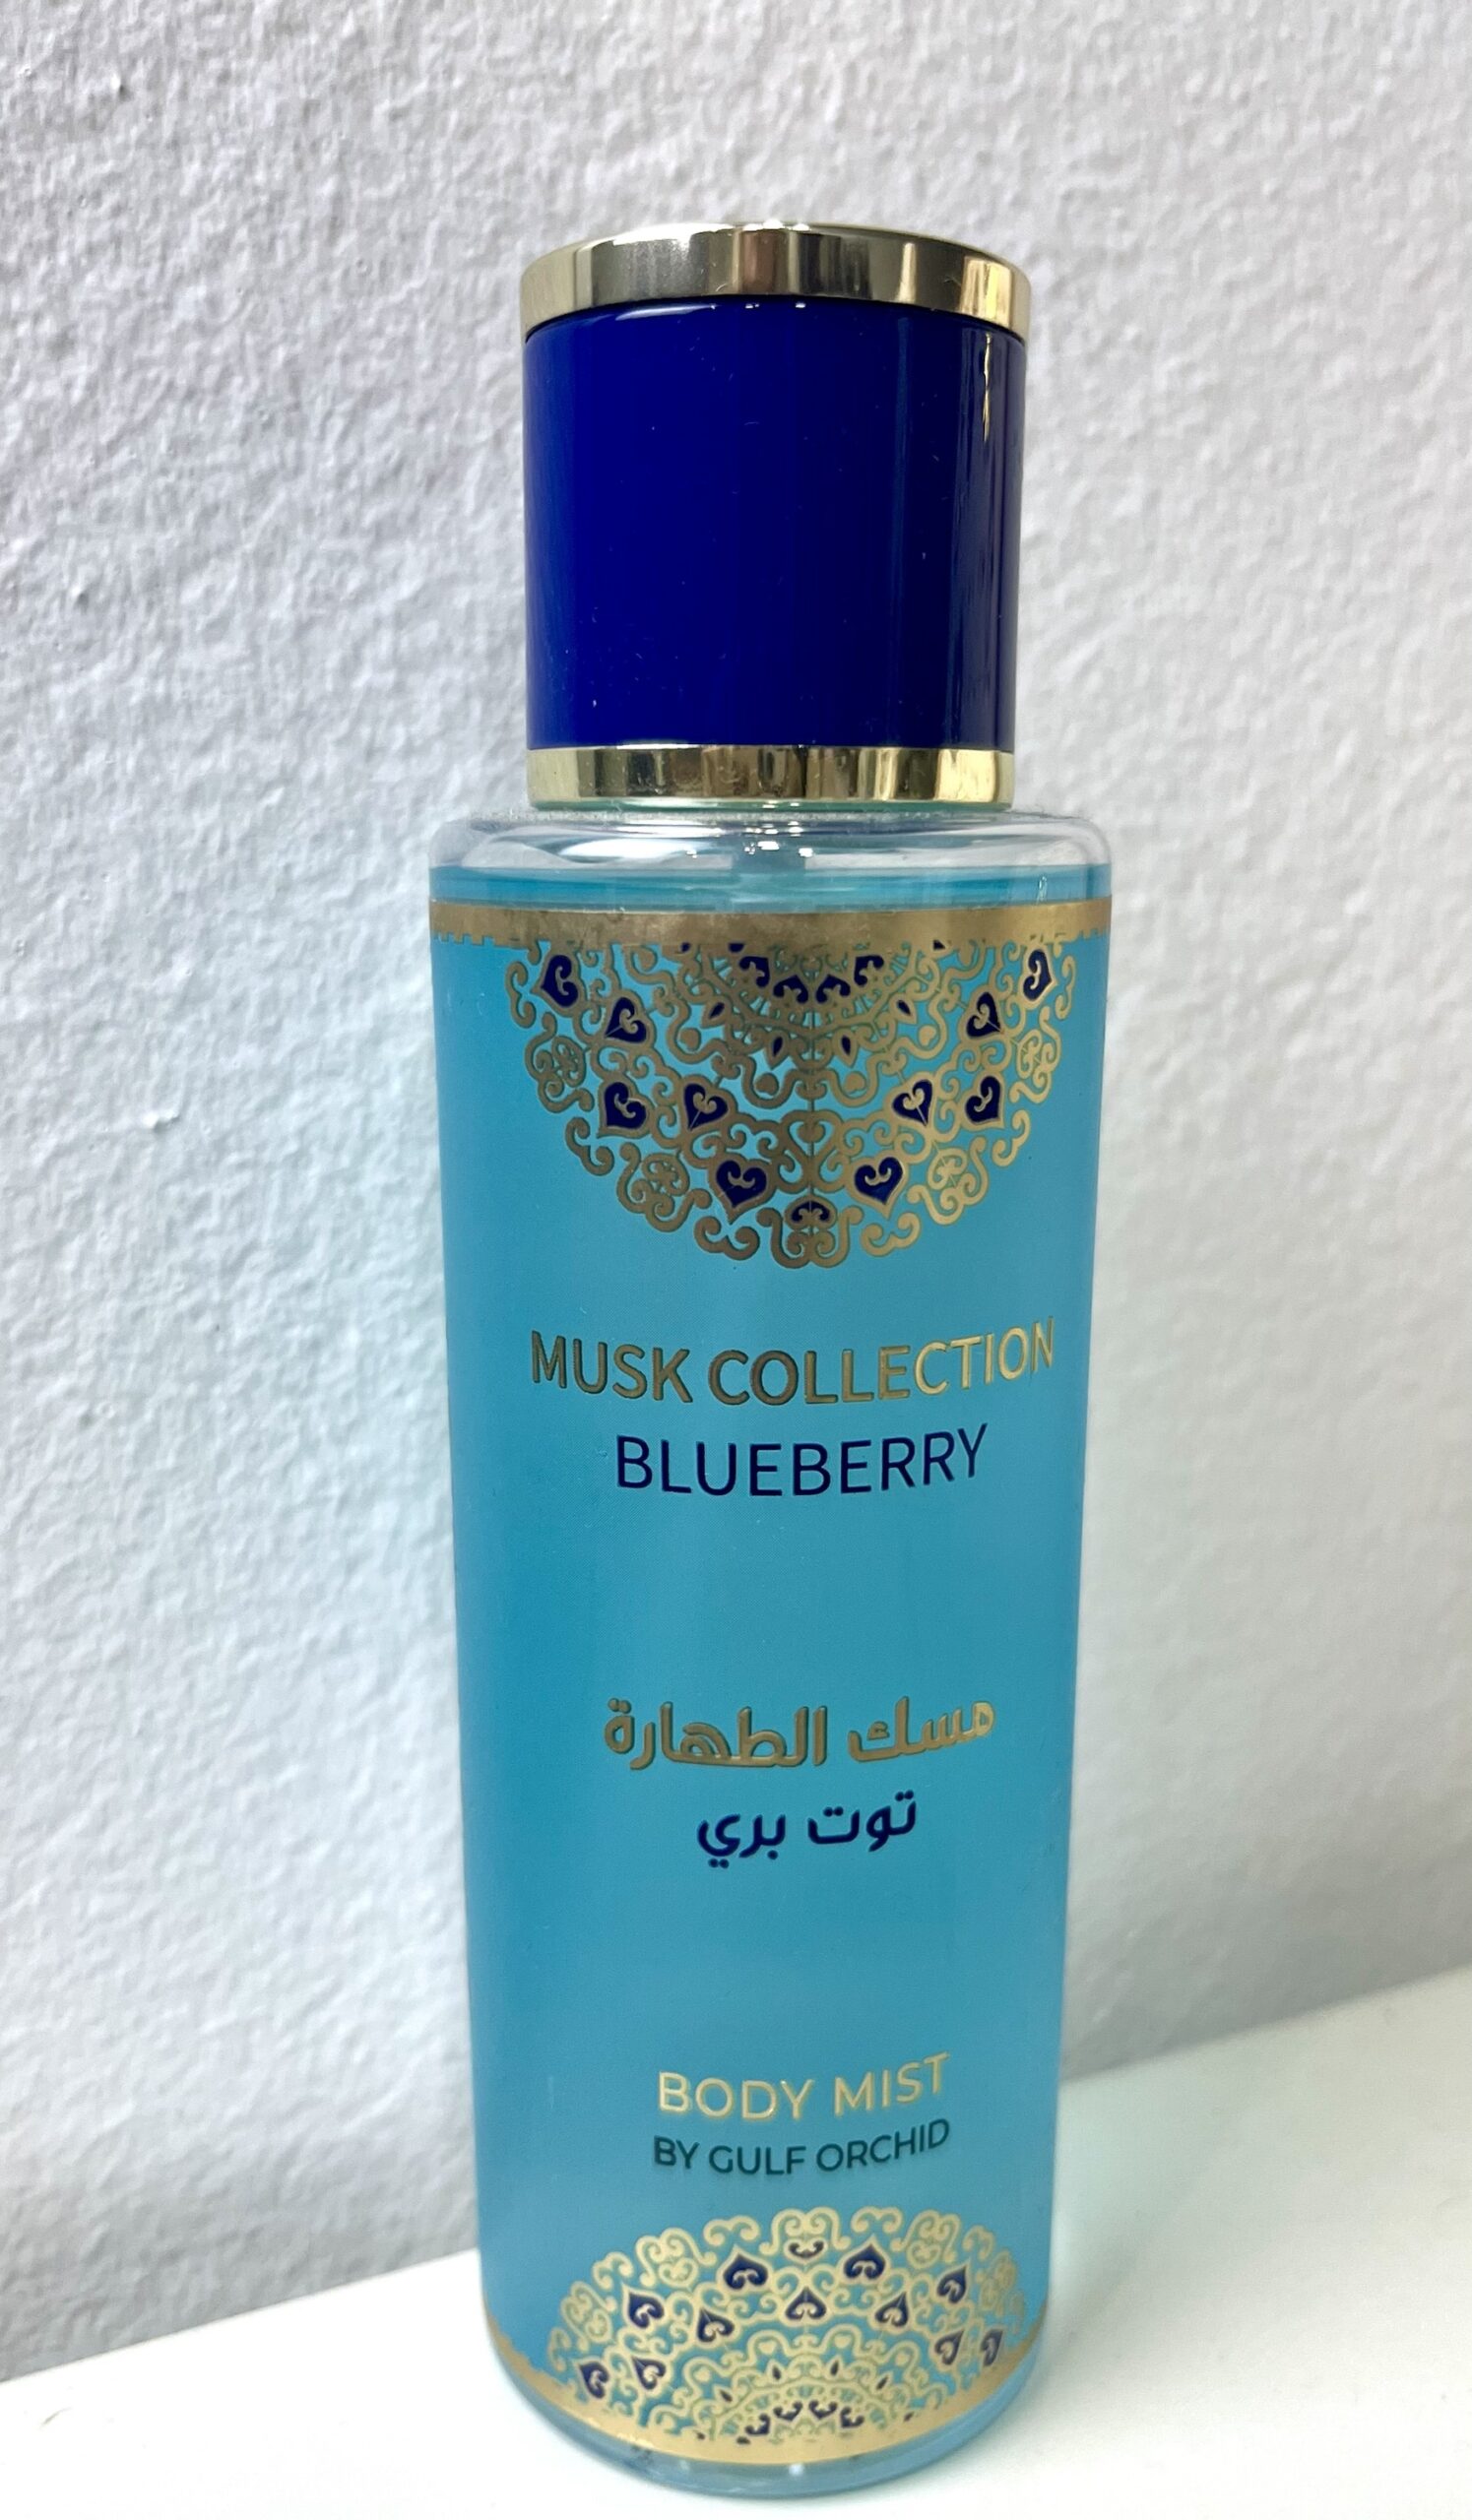 MUSK COLLECTION
BLUEBERRY
مسك الطهارة
توت بري
BODY MIST
BY GULF ORCHID